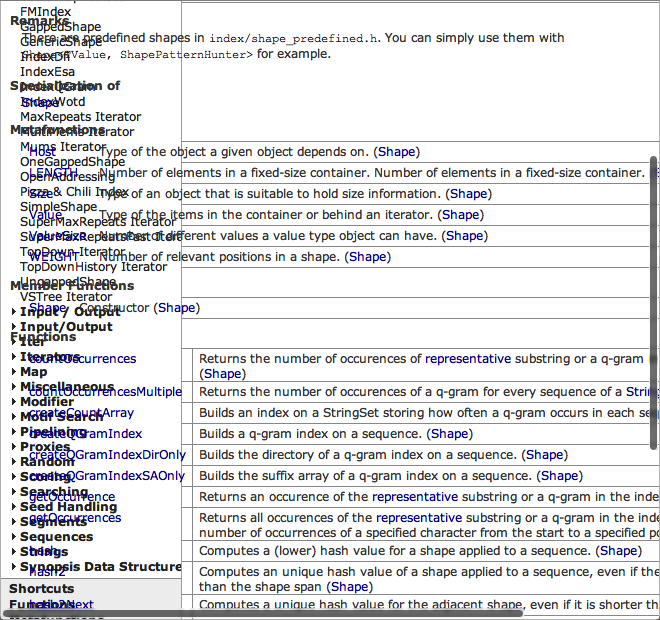 FMIndex
Remarks
GappedShape
There are predefined shapes in index/shape_predefined.h. You can simply use them with
GenericShape
Shape<TValue, ShapePatternHunter> for example.
IndexDfi
IndexEsa
IndexQGram
Specialization of
IndexWotd
Shape
MaxRepeats Iterator
Metafunctions
MultiMems Iterator
Mums Iterator
Host Type of the object a given object depends on. (Shape)
OneGappedShape
LENGTH Number of elements in a fixed-size container. Number of elements in a fixed-size container.
OpenAddressing
Pizza & Chili Index
Size Type of an object that is suitable to hold size information. (Shape)
SimpleShape
Value Type of the items in the container or behind an iterator. (Shape)
SuperMaxRepeats Iterator
SuperMaxRepeatsFast Iterator
ValueSize Number of different values a value type object can have. (Shape)
TopDown Iterator
WEIGHT Number of relevant positions in a shape. (Shape)
TopDownHistory Iterator
UngappedShape
Member Functions
VSTree Iterator
Shape Constructor (Shape)
Input / Output
Input/Output
Functions
Iter
Iterators
countOccurrences Returns the number of occurences of representative substring or a q-gram
(Shape)
Map
Miscellaneous
countOccurrencesMultiple Returns the number of occurences of a q-gram for every sequence of a
Modifier
createCountArray Builds an index on a StringSet storing how often a q-gram occurs in each
Motif Search
Pipelining
createQGramIndex Builds a q-gram index on a sequence. (Shape)
Proxies
createQGramIndexDirOnly Builds the directory of a q-gram index on a sequence. (Shape)
Random
createQGramIndexSAOnly Builds the suffix array of a q-gram index on a sequence. (Shape)
Scoring
Searching
getOccurrence Returns an occurence of the representative substring or a q-gram in the
Seed Handling
getOccurrences Returns all occurences of the representative substring or a q-gram in the
Segments
number of occurrences of a specified character from the start to a specified
Sequences
Strings
hash Computes a (lower) hash value for a shape applied to a sequence. (Shape)
Synopsis Data Structures
hash2 Computes an unique hash value of a shape applied to a sequence, even if the
than the shape span (Shape)
Shortcuts
Functions
hash2Next Computes a unique hash value for the adjacent shape, even if it is shorter
Metafunctions